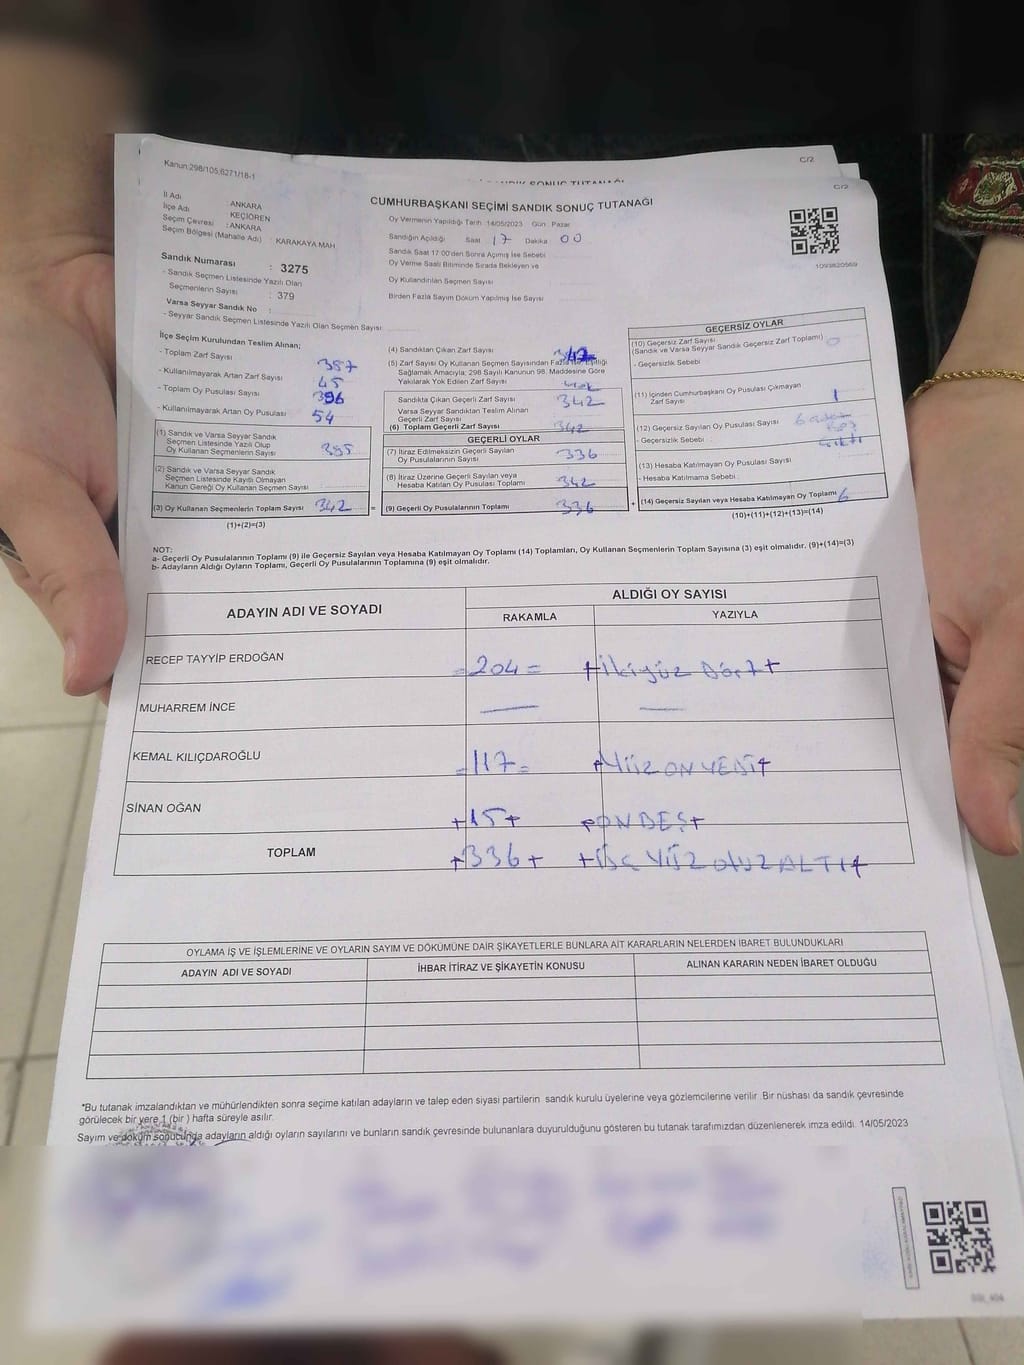 C/2
SANDIK SONUÇ TUTANAĞI
Kanun:298/105,6271/18-1
C/2
CUMHURBAŞKANI SEÇİMİ SANDIK SONUÇ TUTANAĞI
İl Adı : ANKARA
İlçe Adı : KEÇİÖREN
Seçim Çevresi : ANKARA
Seçim Bölgesi (Mahalle Adı) : KARAKAYA MAH
Sandık Numarası : 3275
- Sandık Seçmen Listesinde Yazılı Olan
Seçmenlerin Sayısı : 379
Varsa Seyyar Sandık No :
- Seyyar Sandık Seçmen Listesinde Yazılı Olan Seçmen Sayısı
Oy Vermenin Yapıldığı Tarih :14/05/2023 Gün : Pazar
Sandığın Açıldığı Saat 17 Dakika 00
Sandık Saat 17:00'den Sonra Açılmış İse Sebebi
Oy Verme Saati Bitiminde Sırada Bekleyen ve
Oy Kullandırılan Seçmen Sayısı
Birden Fazla Sayım Döküm Yapılmış İse Sayısı
1093820569
İlçe Seçim Kurulundan Teslim Alınan;
- Toplam Zarf Sayısı 387
- Kullanılmayarak Artan Zarf Sayısı 45
- Toplam Oy Pusulası Sayısı 396
- Kullanılmayarak Artan Oy Pusulası 54
(1) Sandık ve Varsa Seyyar Sandık
Seçmen Listesinde Yazılı Olup
Oy Kullanan Seçmenlerin Sayısı
(2) Sandık ve Varsa Seyyar Sandık
Seçmen Listesinde Kayıtlı Olmayan
Kanun Gereği Oy Kullanan Seçmen Sayısı
(3) Oy Kullanan Seçmenlerin Toplam Sayısı 342 =
(1)+(2)=(3)
(4) Sandıktan Çıkan Zarf Sayısı 342
(5) Zarf Sayısı Oy Kullanan Seçmen Sayısından Fazla İse, Eşitliği
Sağlamak Amacıyla; 298 Sayılı Kanunun 98. Maddesine Göre
Yakılarak Yok Edilen Zarf Sayısı yok
Sandıkta Çıkan Geçerli Zarf Sayısı 342
Varsa Seyyar Sandıktan Teslim Alınan
Geçerli Zarf Sayısı
(6) Toplam Geçerli Zarf Sayısı 342
GEÇERLİ OYLAR
(7) İtiraz Edilmeksizin Geçerli Sayılan
Oy Pusulalarının Sayısı 336
(8) İtiraz Üzerine Geçerli Sayılan veya
Hesaba Katılan Oy Pusulası Toplamı 342
(9) Geçerli Oy Pusulalarının Toplamı 336 +
GEÇERSİZ OYLAR
(10) Geçersiz Zarf Sayısı
(Sandık ve Varsa Seyyar Sandık Geçersiz Zarf Toplamı) 0
- Geçersizlik Sebebi
(11) İçinden Cumhurbaşkanı Oy Pusulası Çıkmayan
Zarf Sayısı 1
(12) Geçersiz Sayılan Oy Pusulası Sayısı 6 adet
- Geçersizlik Sebebi :
(13) Hesaba Katılmayan Oy Pusulası Sayısı
- Hesaba Katılmama Sebebi
(14) Geçersiz Sayılan veya Hesaba Katılmayan Oy Toplamı 6
(10)+(11)+(12)+(13)=(14)
NOT:
a- Geçerli Oy Pusulalarının Toplamı (9) ile Geçersiz Sayılan veya Hesaba Katılmayan Oy Toplamı (14) Toplamları, Oy Kullanan Seçmenlerin Toplam Sayısına (3) eşit olmalıdır. (9)+(14)=(3)
b- Adayların Aldığı Oyların Toplamı, Geçerli Oy Pusulalarının Toplamına (9) eşit olmalıdır.
ADAYIN ADI VE SOYADI
ALDIĞI OY SAYISI
RAKAMLA YAZIYLA
RECEP TAYYİP ERDOĞAN =204= +İkiyüz Dört+
MUHARREM İNCE — —
KEMAL KILIÇDAROĞLU =117= +YÜZ ONYEDİ+
SİNAN OĞAN +15+ +ONBEŞ+
TOPLAM +336+ +ÜÇ YÜZ OTUZ ALTI+
OYLAMA İŞ VE İŞLEMLERİNE VE OYLARIN SAYIM VE DÖKÜMÜNE DAİR ŞİKAYETLERLE BUNLARA AİT KARARLARIN NELERDEN İBARET BULUNDUKLARI
ADAYIN ADI VE SOYADI İHBAR İTİRAZ VE ŞİKAYETİN KONUSU ALINAN KARARIN NEDEN İBARET OLDUĞU
*Bu tutanak imzalandıktan ve mühürlendikten sonra seçime katılan adayların ve talep eden siyasi partilerin sandık kurulu üyelerine veya gözlemcilerine verilir. Bir nüshası da sandık çevresinde
görülecek bir yere 1 (bir ) hafta süreyle asılır.
Sayım ve döküm sonucunda adayların aldığı oyların sayılarını ve bunların sandık çevresinde bulunanlara duyurulduğunu gösteren bu tutanak tarafımızdan düzenlenerek imza edildi. 14/05/2023